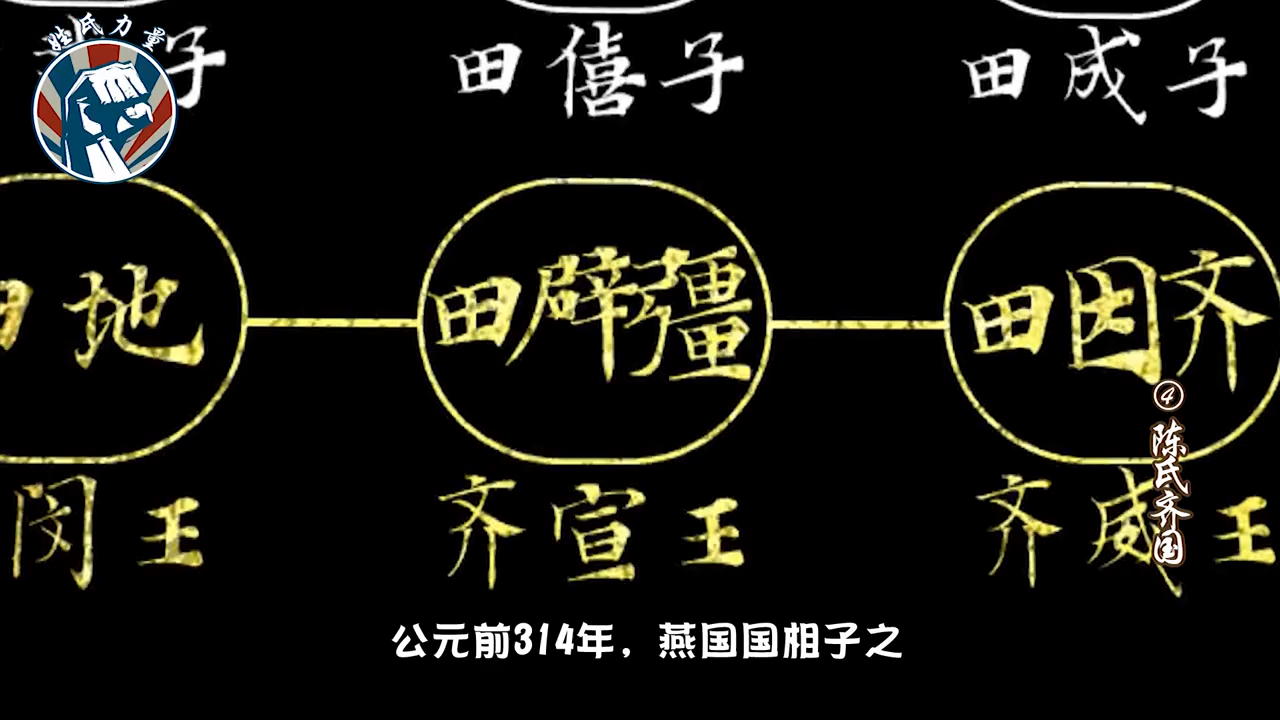 姓氏力量
子
田僖子
田成子
地
田辟彊
田因齐
④陈氏齐国
闵王
齐宣王
齐威王
公元前314年，燕国国相子之